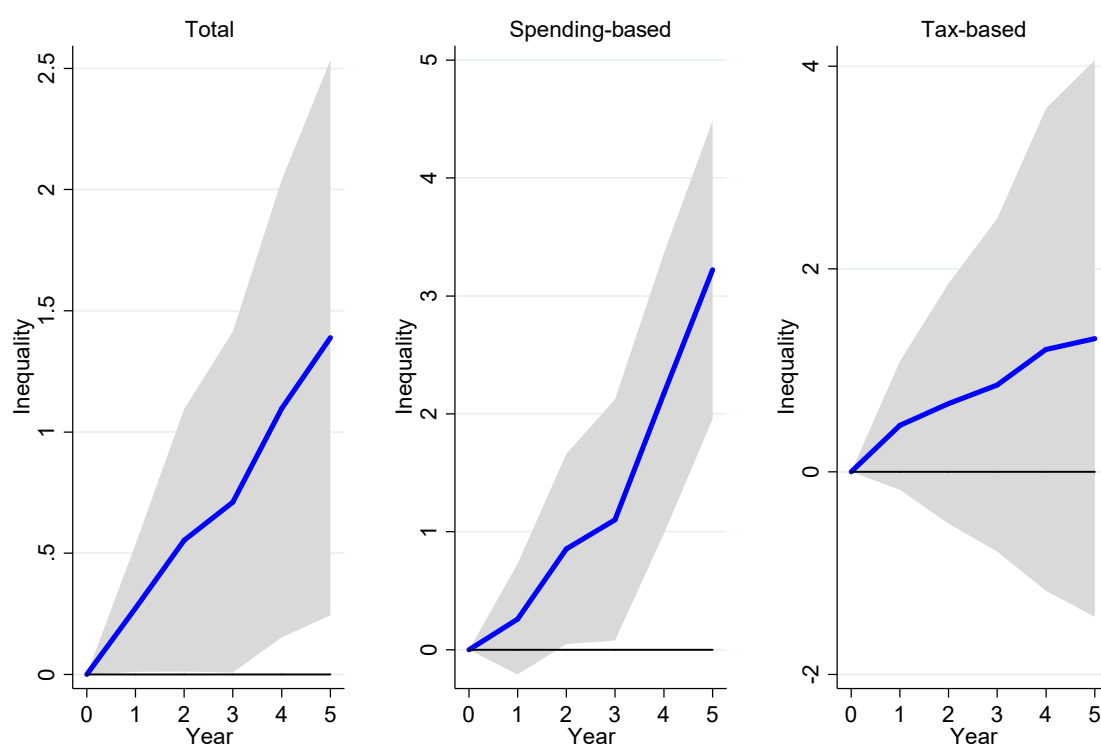 Total
Inequality
2.5
2
1.5
1
.5
0
0 1 2 3 4 5
Year
Spending-based
Inequality
5
4
3
2
1
0
0 1 2 3 4 5
Year
Tax-based
Inequality
4
2
0
-2
0 1 2 3 4 5
Year